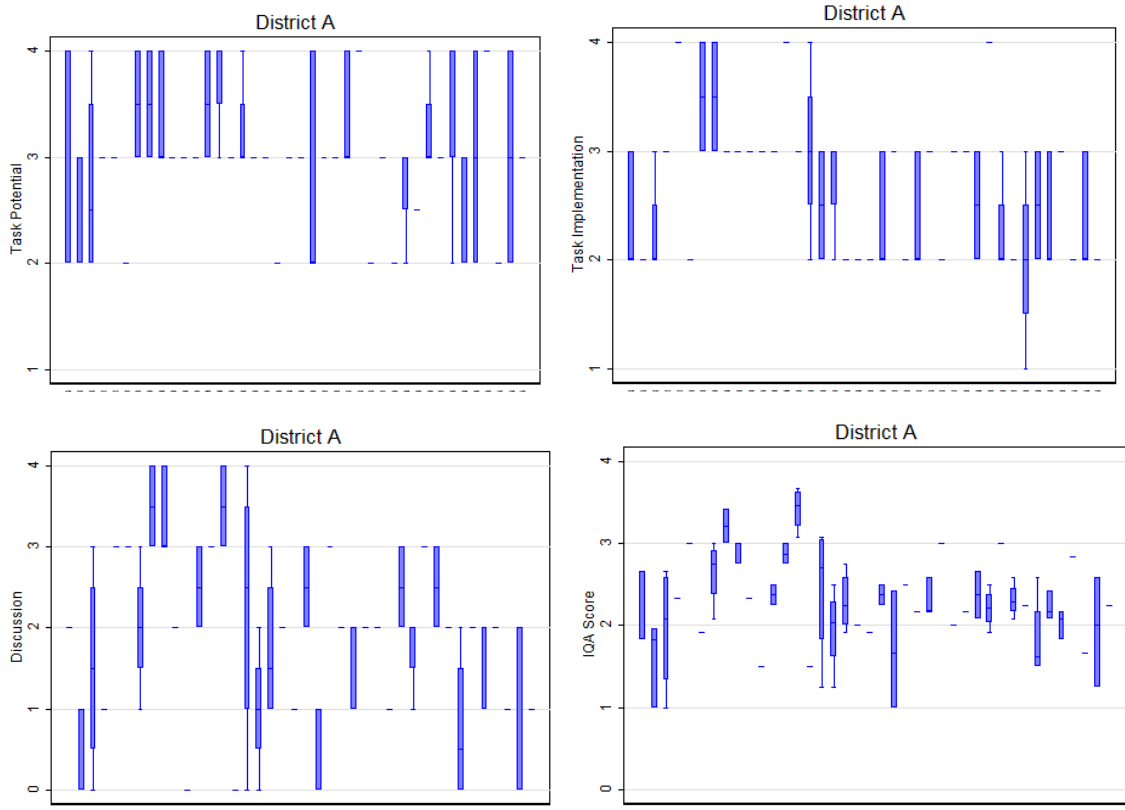 District A
4
3
2
1
Task Potential
District A
4
3
2
1
Task Implementation
District A
4
3
2
1
0
Discussion
District A
4
3
2
1
0
IQA Score